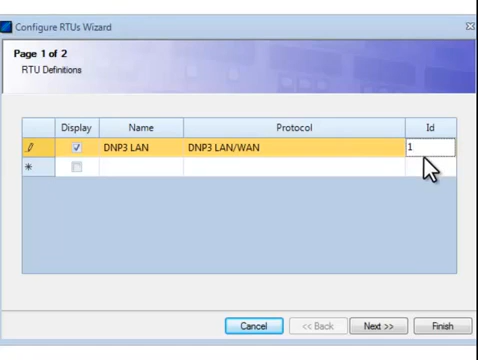 Configure RTUs Wizard
Page 1 of 2
RTU Definitions
Display Name Protocol Id
DNP3 LAN DNP3 LAN/WAN 1
Cancel << Back Next >> Finish